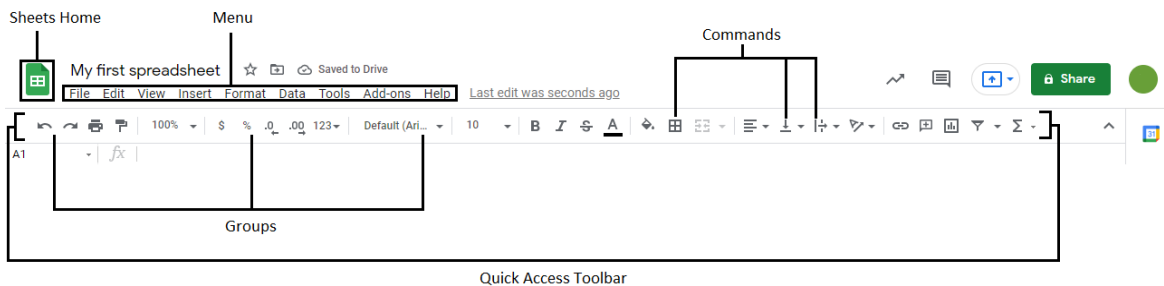 Sheets Home
Menu
Commands
My first spreadsheet
Saved to Drive
Share
File Edit View Insert Format Data Tools Add-ons Help Last edit was seconds ago
100% $ % .0 .00 123 Default (Ari... 10 B I S A Σ
31
A1 fx
Groups
Quick Access Toolbar